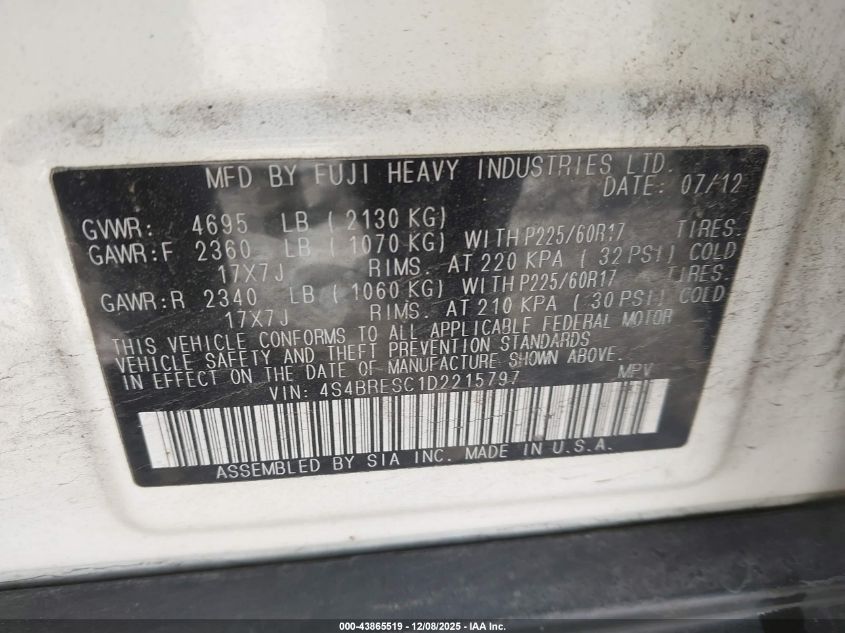 MFD BY FUJI HEAVY INDUSTRIES LTD.
DATE: 07/12
GVWR: 4695 LB (2130 KG)
GAWR:F 2360 LB (1070 KG) WITH P225/60R17 TIRES.
17X7J RIMS. AT 220 KPA (32 PSI) COLD
GAWR:R 2340 LB (1060 KG) WITH P225/60R17 TIRES.
17X7J RIMS. AT 210 KPA (30 PSI) COLD
THIS VEHICLE CONFORMS TO ALL APPLICABLE FEDERAL MOTOR
VEHICLE SAFETY AND THEFT PREVENTION STANDARDS
IN EFFECT ON THE DATE OF MANUFACTURE SHOWN ABOVE.
VIN: 4S4BRESC1D2215797 MPV
ASSEMBLED BY SIA INC. MADE IN U.S.A.
000-43865519 - 12/08/2025 - IAA Inc.